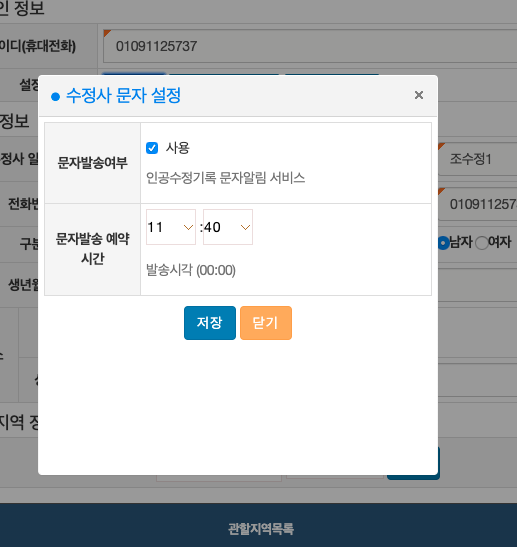 인 정보
이디(휴대전화)
01091125737
설정
● 수정사 문자 설정 ×
정보
문자발송여부
사용
인공수정기록 문자알림 서비스
정사 일
조수정1
전화번
0109112573
문자발송 예약
시간
11 : 40
발송시각 (00:00)
구분
남자 여자
생년월
저장 닫기
소
지역 정
관할지역목록